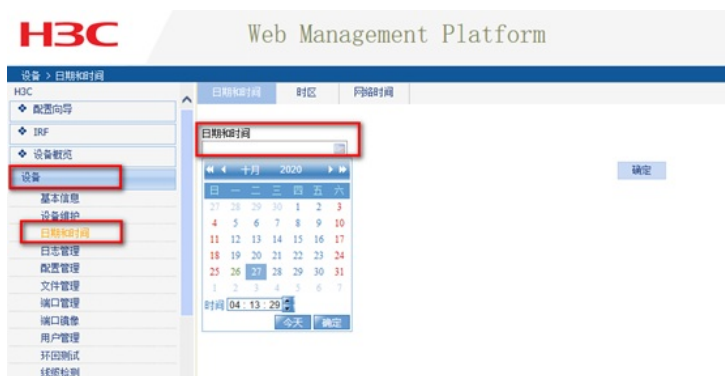 H3C
Web Management Platform
设备 > 日期和时间
H3C
配置向导
IRF
设备概览
设备
基本信息
设备维护
日期和时间
日志管理
配置管理
文件管理
端口管理
端口镜像
用户管理
环回测试
线缆检测
日期和时间 时区 网络时间
日期和时间
十月 2020
日 一 二 三 四 五 六
27 28 29 30 1 2 3
4 5 6 7 8 9 10
11 12 13 14 15 16 17
18 19 20 21 22 23 24
25 26 27 28 29 30 31
1 2 3 4 5 6 7
时间 04 : 13 : 29
今天 确定
确定